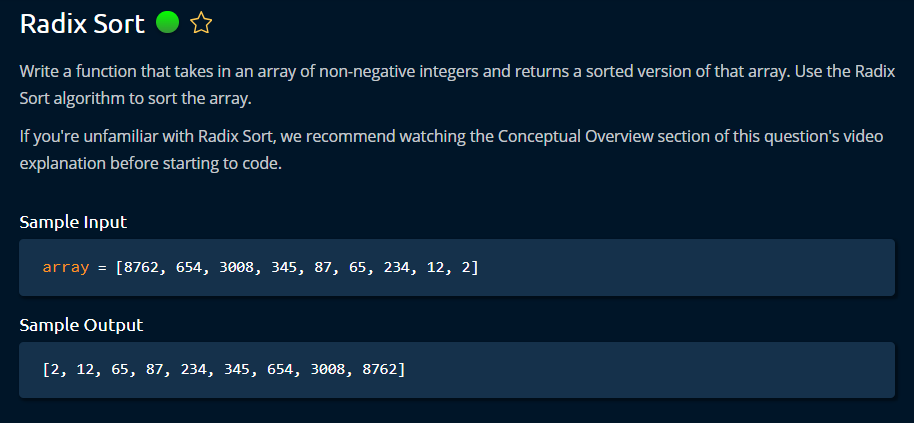 Radix Sort
Write a function that takes in an array of non-negative integers and returns a sorted version of that array. Use the Radix
Sort algorithm to sort the array.
If you're unfamiliar with Radix Sort, we recommend watching the Conceptual Overview section of this question's video
explanation before starting to code.
Sample Input
array = [8762, 654, 3008, 345, 87, 65, 234, 12, 2]
Sample Output
[2, 12, 65, 87, 234, 345, 654, 3008, 8762]